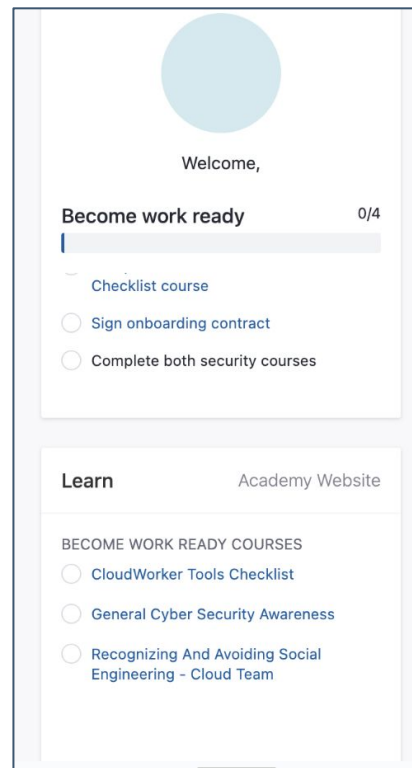 Welcome,
Become work ready 0/4
Checklist course
Sign onboarding contract
Complete both security courses
Learn Academy Website
BECOME WORK READY COURSES
CloudWorker Tools Checklist
General Cyber Security Awareness
Recognizing And Avoiding Social
Engineering - Cloud Team